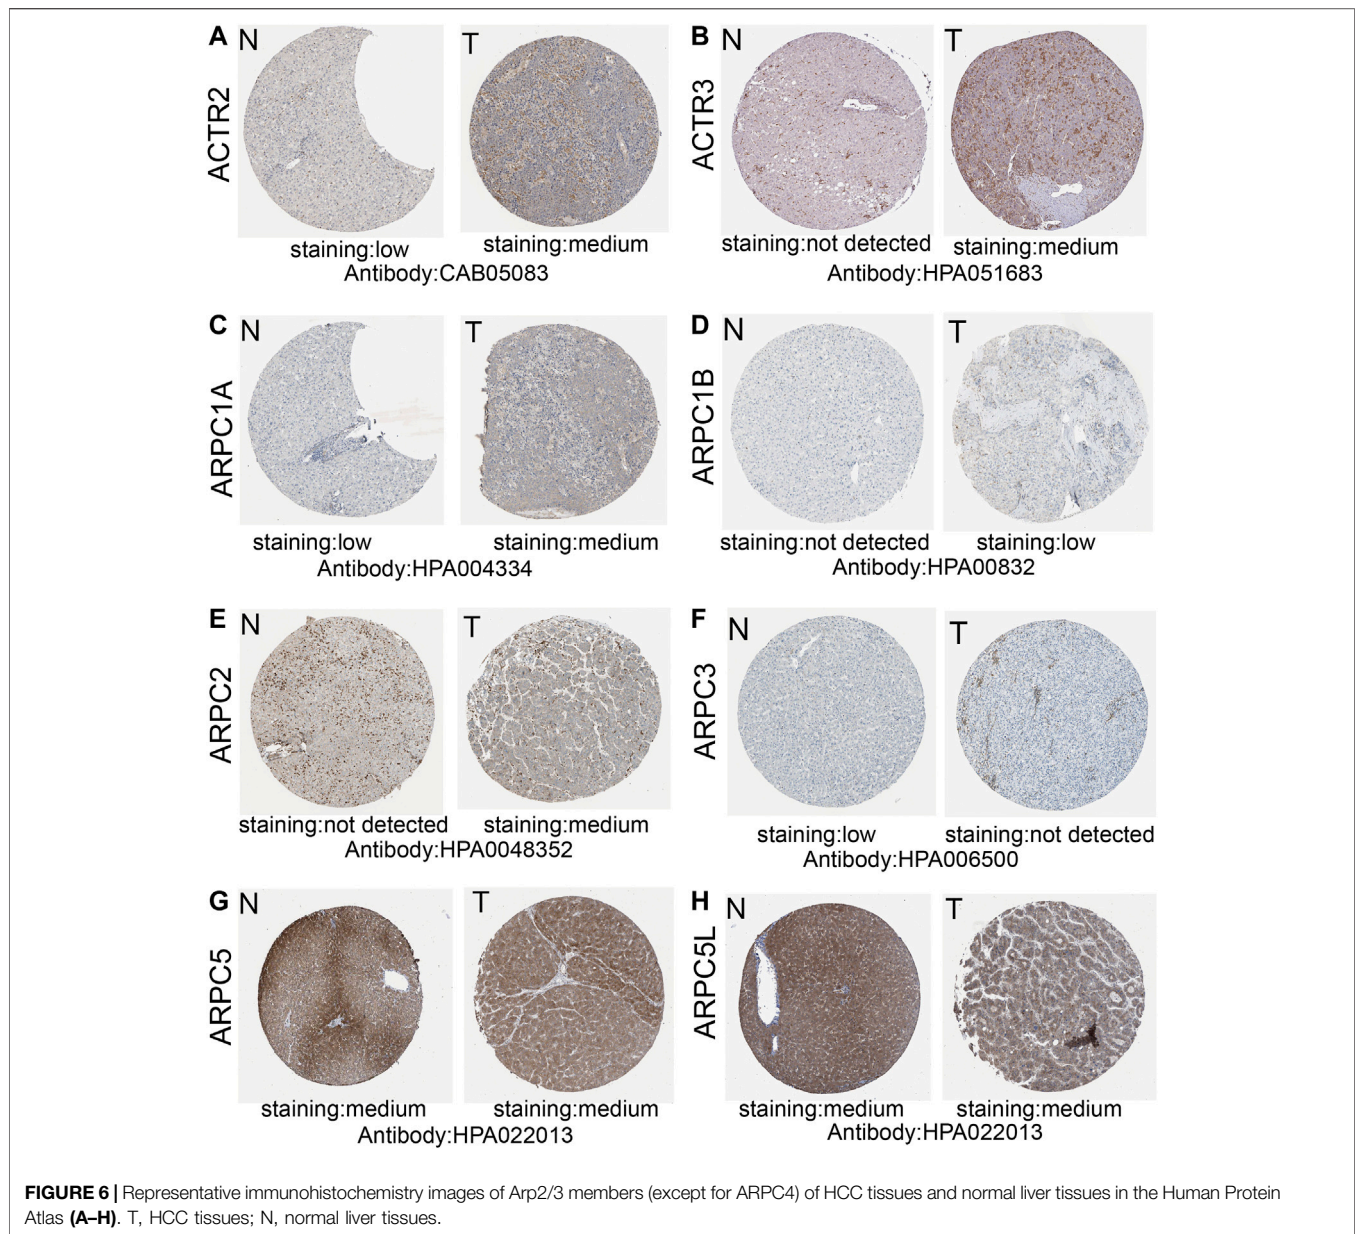 A N T
ACTR2
staining:low staining:medium
Antibody:CAB05083
B N T
ACTR3
staining:not detected staining:medium
Antibody:HPA051683
C N T
ARPC1A
staining:low staining:medium
Antibody:HPA004334
D N T
ARPC1B
staining:not detected staining:low
Antibody:HPA00832
E N T
ARPC2
staining:not detected staining:medium
Antibody:HPA0048352
F N T
ARPC3
staining:low staining:not detected
Antibody:HPA006500
G N T
ARPC5
staining:medium staining:medium
Antibody:HPA022013
H N T
ARPC5L
staining:medium staining:medium
Antibody:HPA022013
FIGURE 6 | Representative immunohistochemistry images of Arp2/3 members (except for ARPC4) of HCC tissues and normal liver tissues in the Human Protein
Atlas (A–H). T, HCC tissues; N, normal liver tissues.